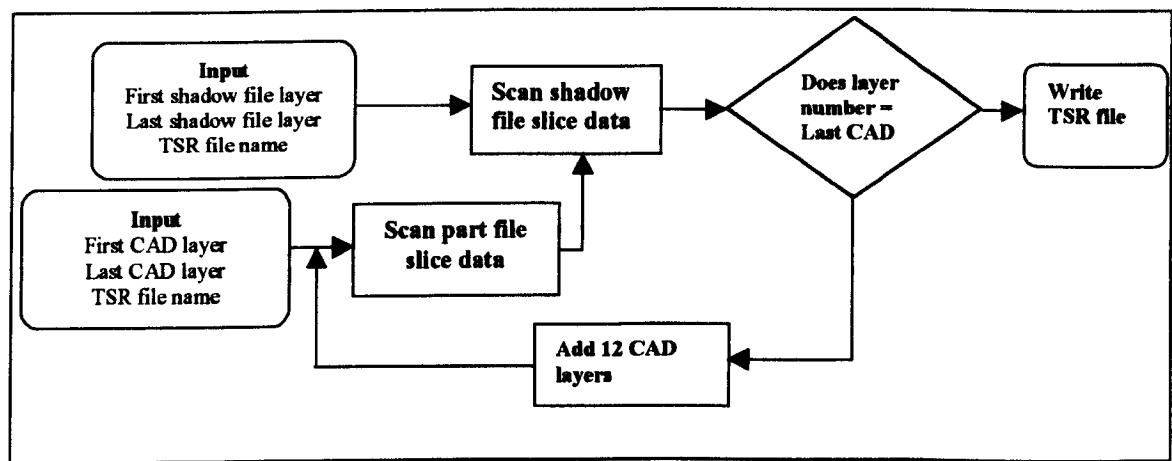 Input
First shadow file layer
Last shadow file layer
TSR file name
Scan shadow
file slice data
Does layer
number =
Last CAD
Write
TSR file
Input
First CAD layer
Last CAD layer
TSR file name
Scan part file
slice data
Add 12 CAD
layers